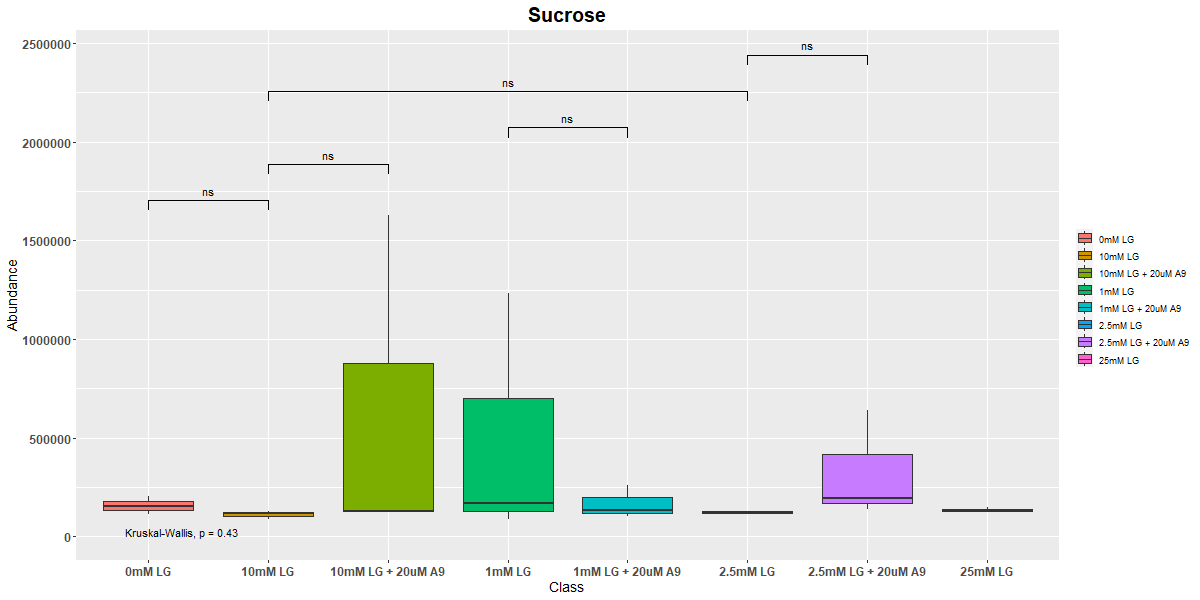 Sucrose
Abundance
2500000
2000000
1500000
1000000
500000
0
ns
ns
ns
ns
ns
Kruskal-Wallis, p = 0.43
0mM LG
10mM LG
10mM LG + 20uM A9
1mM LG
1mM LG + 20uM A9
2.5mM LG
2.5mM LG + 20uM A9
25mM LG
Class
0mM LG
10mM LG
10mM LG + 20uM A9
1mM LG
1mM LG + 20uM A9
2.5mM LG
2.5mM LG + 20uM A9
25mM LG